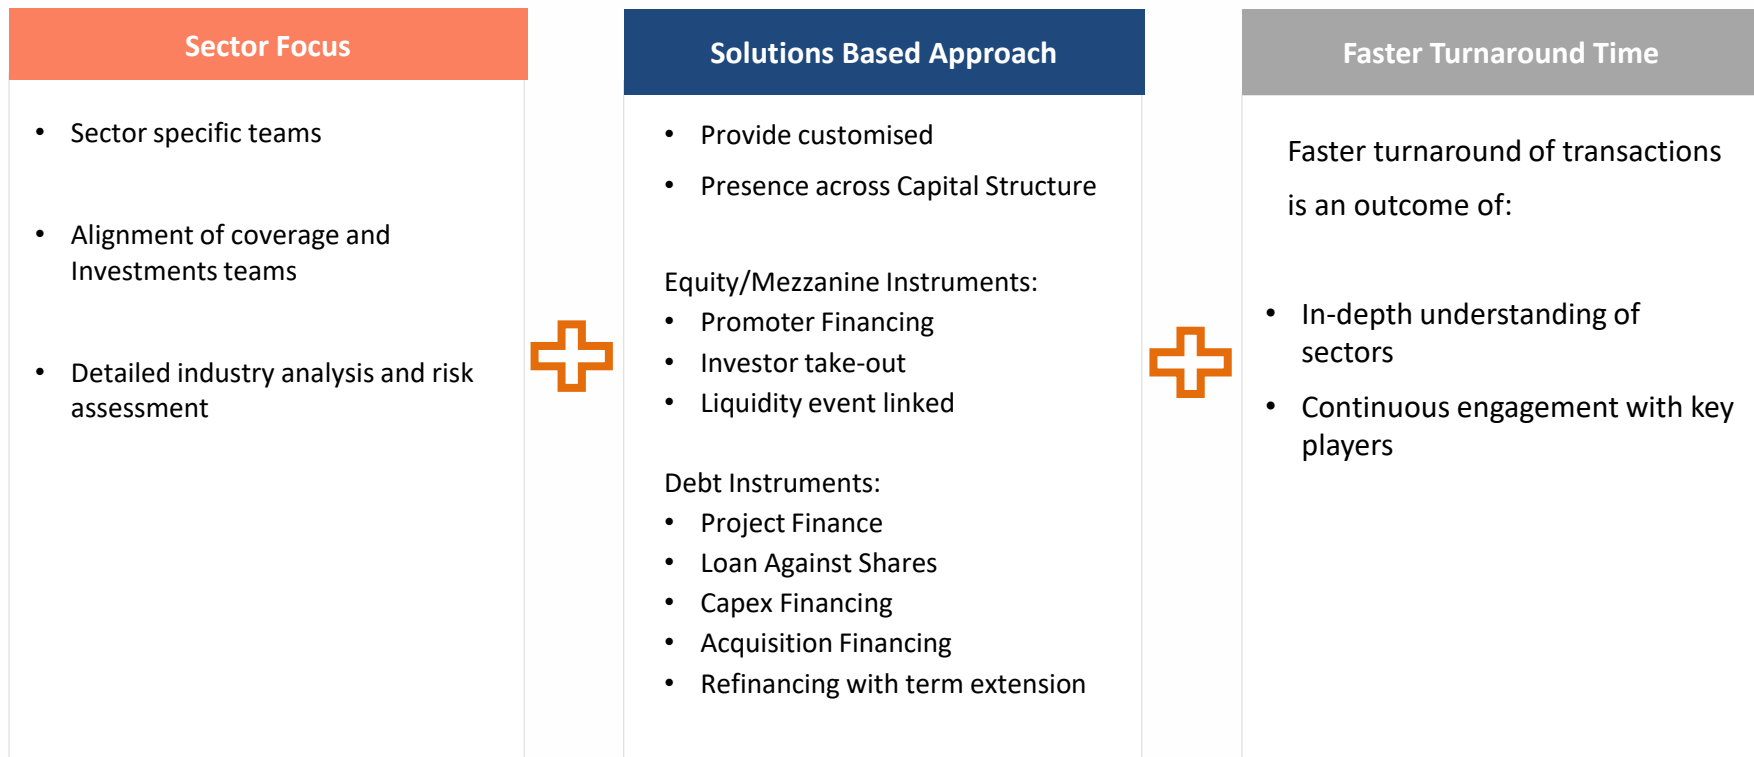 Sector Focus
• Sector specific teams
• Alignment of coverage and
Investments teams
• Detailed industry analysis and risk
assessment
Solutions Based Approach
• Provide customised
• Presence across Capital Structure
Equity/Mezzanine Instruments:
• Promoter Financing
• Investor take-out
• Liquidity event linked
Debt Instruments:
• Project Finance
• Loan Against Shares
• Capex Financing
• Acquisition Financing
• Refinancing with term extension
Faster Turnaround Time
Faster turnaround of transactions
is an outcome of:
• In-depth understanding of
sectors
• Continuous engagement with key
players